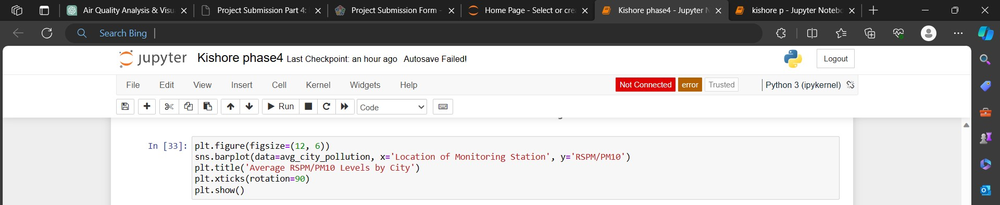 Air Quality Analysis & Visu
Project Submission Part 4:
Project Submission Form -
Home Page - Select or cre
Kishore phase4 - Jupyter N
kishore p - Jupyter Notebo
Search Bing
jupyter Kishore phase4 Last Checkpoint: an hour ago Autosave Failed!
Logout
File Edit View Insert Cell Kernel Widgets Help
Not Connected error Trusted Python 3 (ipykernel)
Run Code
In [33]: plt.figure(figsize=(12, 6))
sns.barplot(data=avg_city_pollution, x='Location of Monitoring Station', y='RSPM/PM10')
plt.title('Average RSPM/PM10 Levels by City')
plt.xticks(rotation=90)
plt.show()